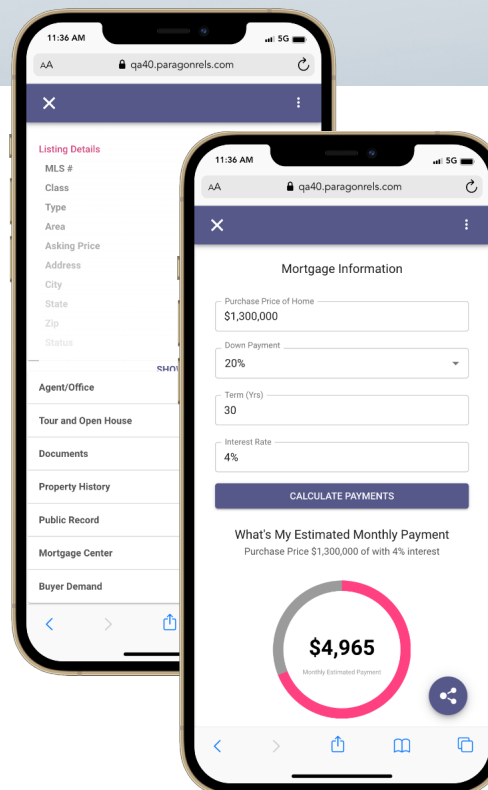 11:36 AM
5G
AA
qa40.paragonrels.com
Listing Details
MLS #
Class
Type
Area
Asking Price
Address
City
State
Zip
Status
Agent/Office
Tour and Open House
Documents
Property History
Public Record
Mortgage Center
Buyer Demand
11:36 AM
5G
AA
qa40.paragonrels.com
Mortgage Information
Purchase Price of Home
$1,300,000
Down Payment
20%
Term (Yrs)
30
Interest Rate
4%
CALCULATE PAYMENTS
What's My Estimated Monthly Payment
Purchase Price $1,300,000 of with 4% interest
$4,965
Monthly Estimated Payment